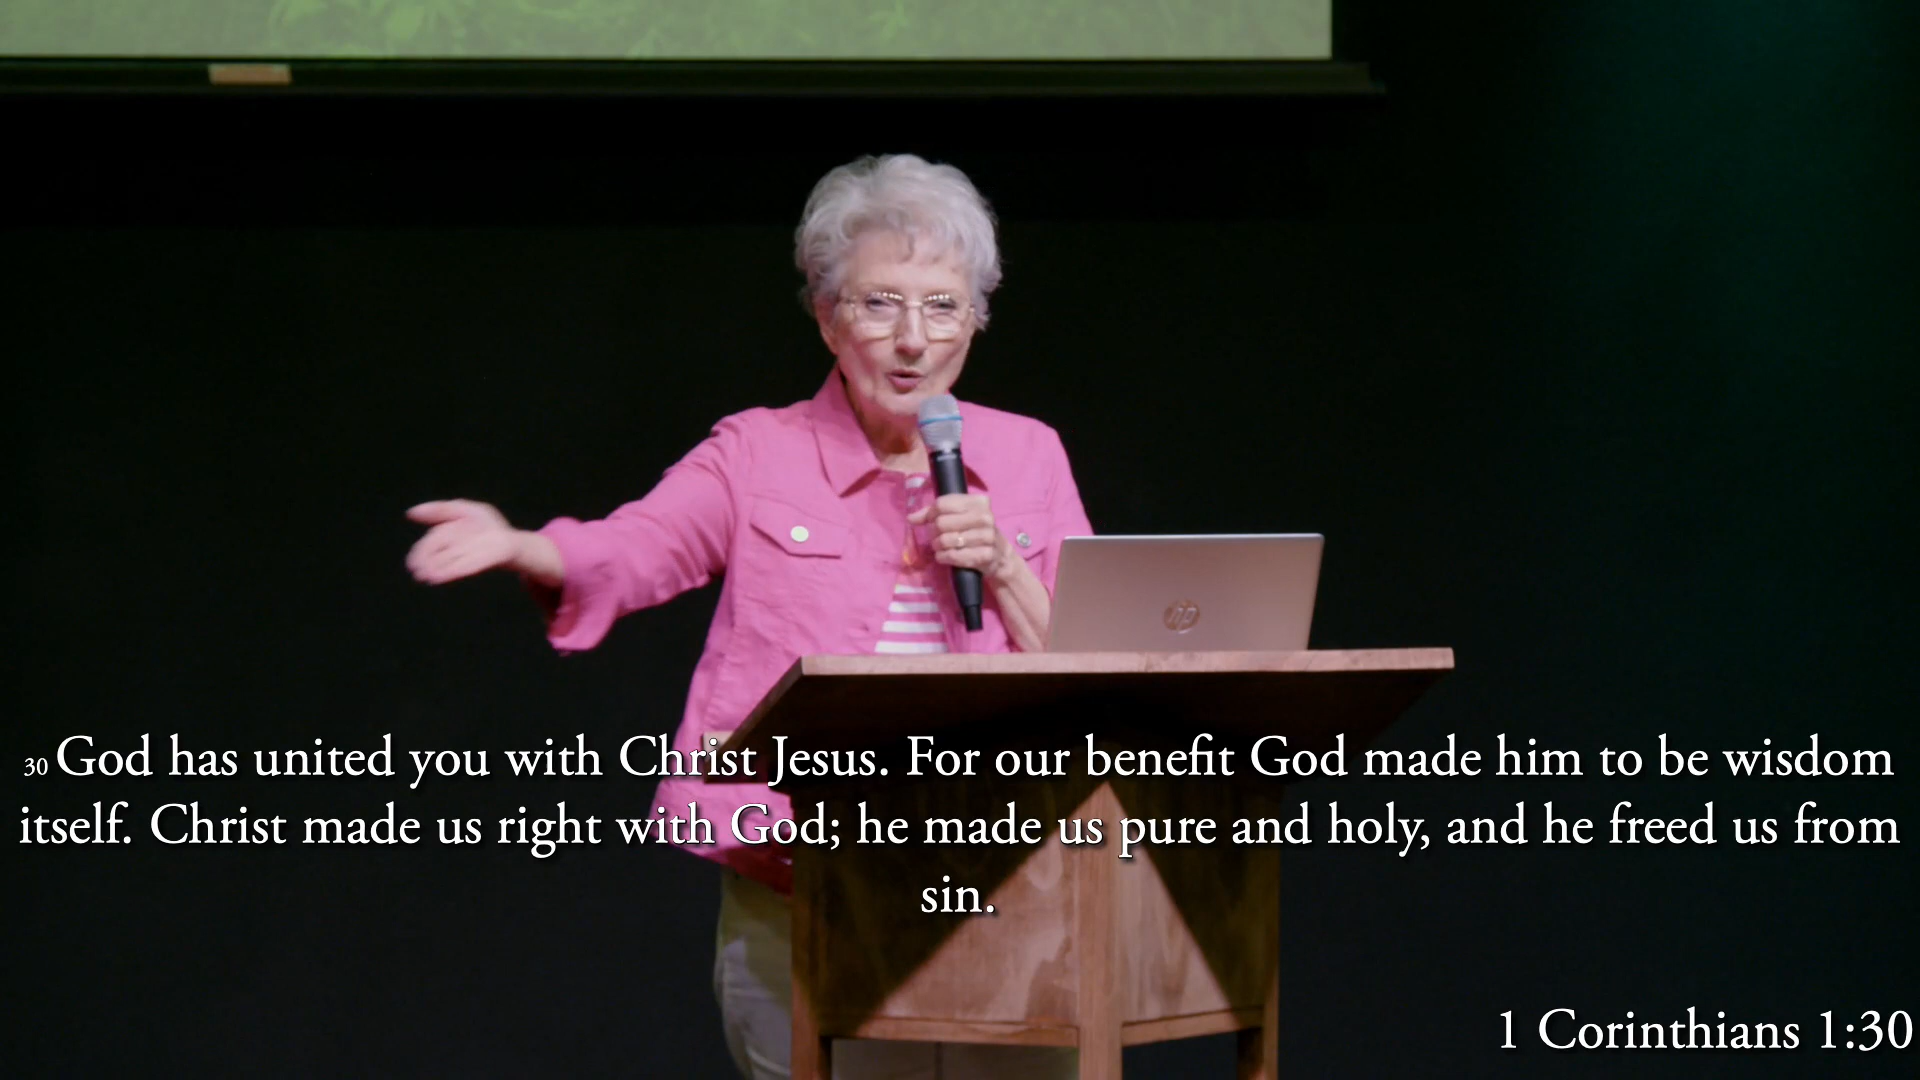 hp
30 God has united you with Christ Jesus. For our benefit God made him to be wisdom
itself. Christ made us right with God; he made us pure and holy, and he freed us from
sin.
1 Corinthians 1:30